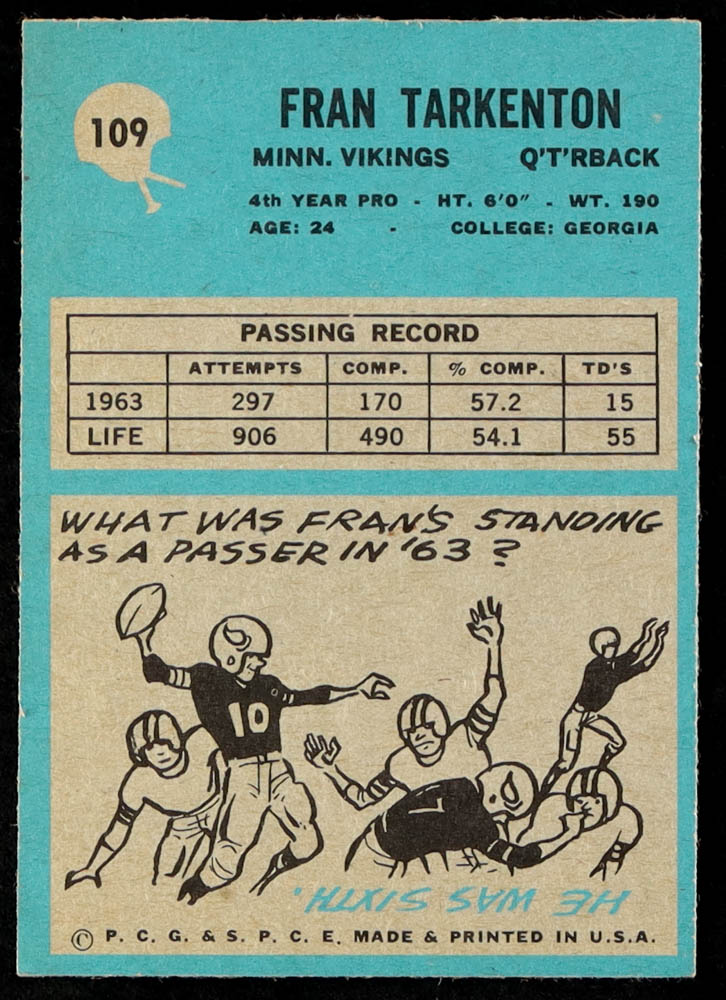 109
FRAN TARKENTON
MINN. VIKINGS Q'T'RBACK
4th YEAR PRO - HT. 6'0" - WT. 190
AGE: 24 - COLLEGE: GEORGIA
PASSING RECORD
ATTEMPTS COMP. % COMP. TD'S
1963 297 170 57.2 15
LIFE 906 490 54.1 55
WHAT WAS FRAN'S STANDING
AS A PASSER IN '63?
10
HE WAS SIXTH.
© P. C. G. & S. P. C. E. MADE & PRINTED IN U.S.A.